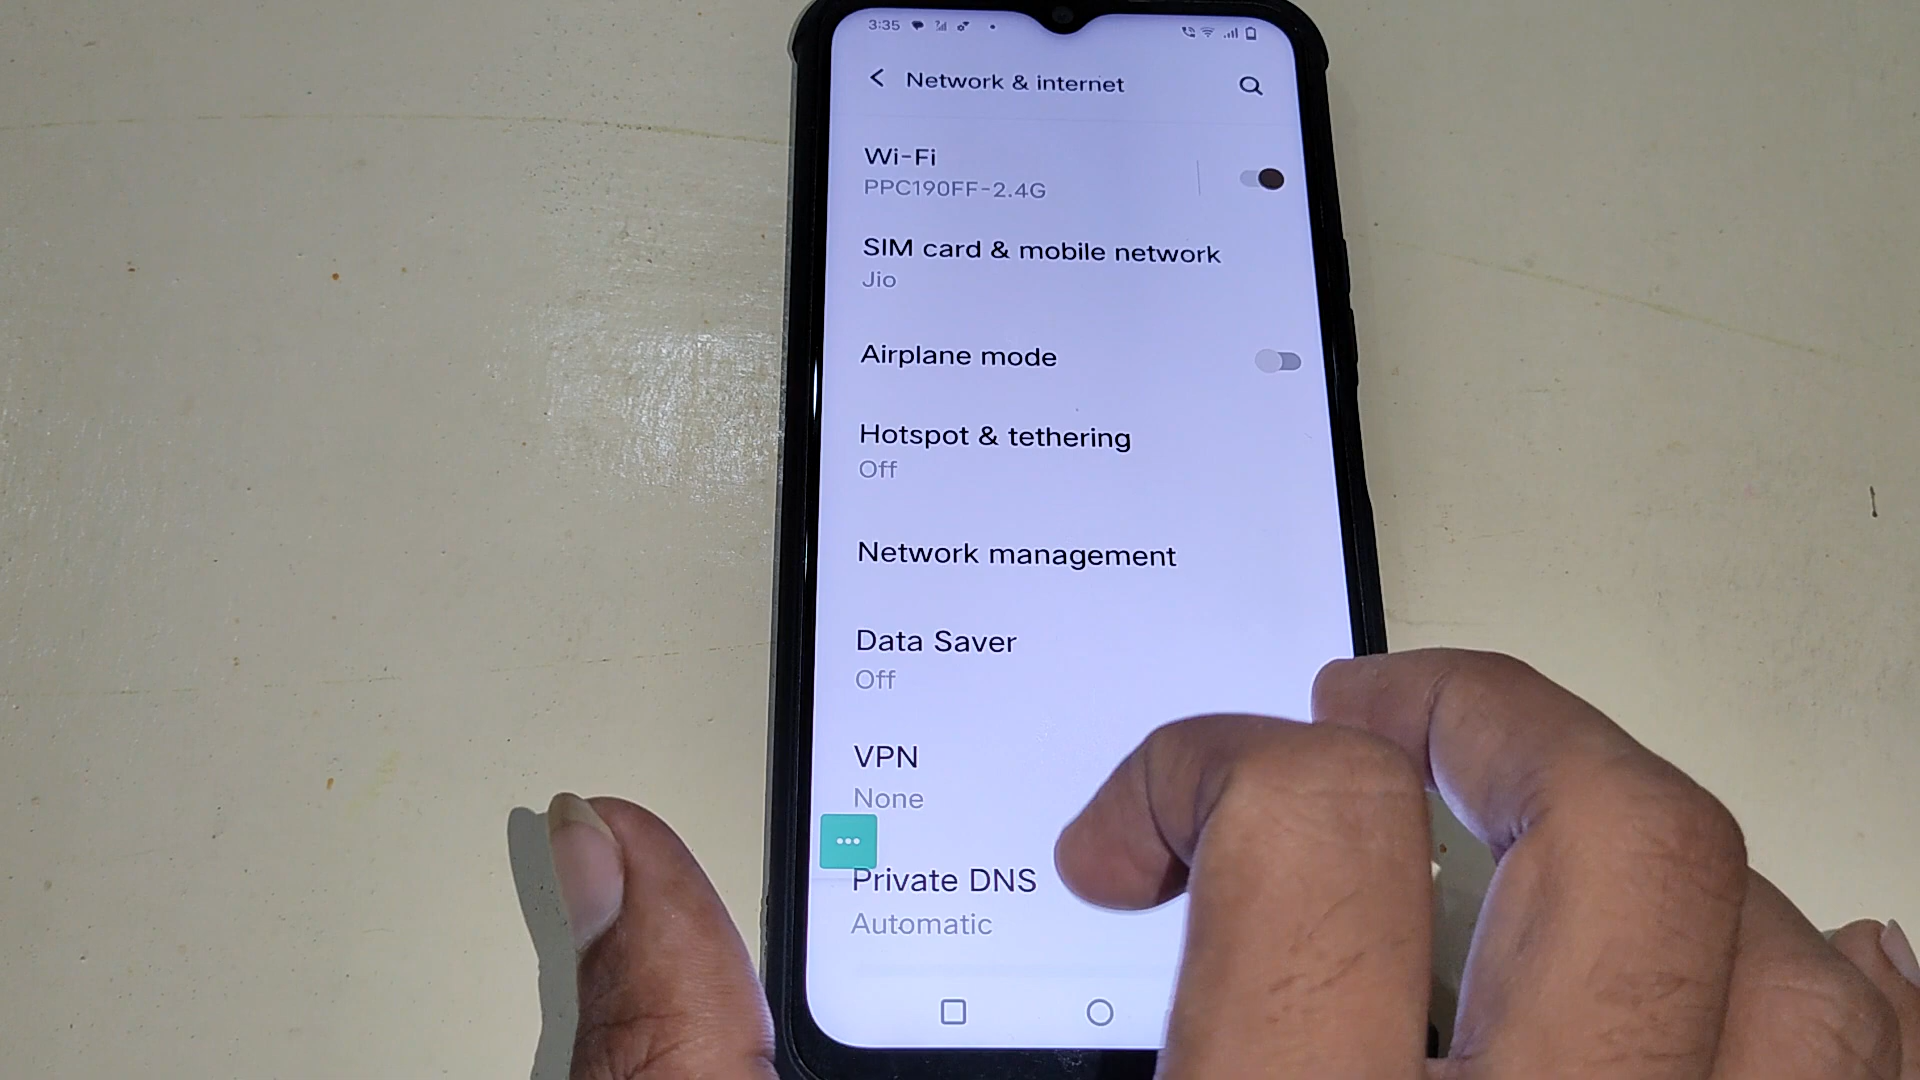 3:35
Network & internet
Wi-Fi
PPC190FF-2.4G
SIM card & mobile network
Jio
Airplane mode
Hotspot & tethering
Off
Network management
Data Saver
Off
VPN
None
Private DNS
Automatic